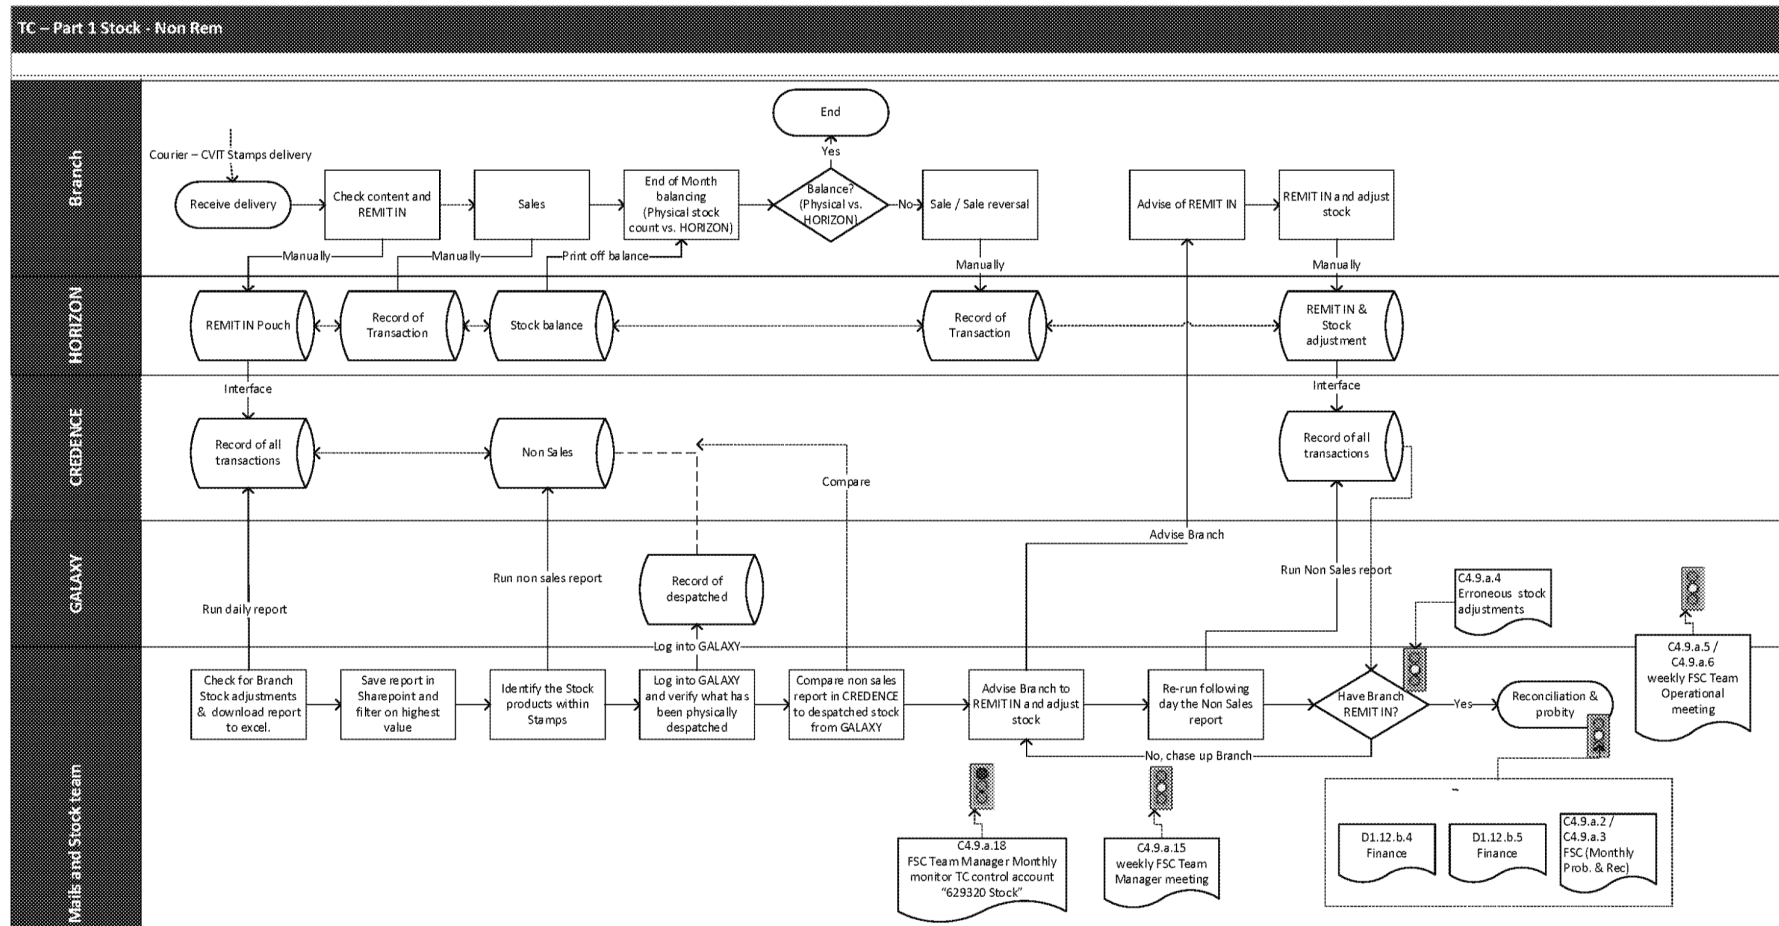 TC – Part 1 Stock - Non Rem
Branch
Courier – CVIT Stamps delivery
Receive delivery
Check content and
REMIT IN
Sales
End of Month
balancing
(Physical stock
count vs. HORIZON)
End
Yes
Balance?
(Physical vs.
HORIZON)
No
Sale / Sale reversal
Advise of REMIT IN
REMIT IN and adjust
stock
Manually
Manually
Print off balance
Manually
Manually
HORIZON
REMIT IN Pouch
Record of
Transaction
Stock balance
Record of
Transaction
REMIT IN &
Stock
adjustment
Interface
Interface
CREDENCE
Record of all
transactions
Non Sales
Compare
Record of all
transactions
GALAXY
Run daily report
Run non sales report
Record of
despatched
Advise Branch
Run Non Sales report
C4.9.a.4
Erroneous stock
adjustments
Log into GALAXY
Mails and Stock team
Check for Branch
Stock adjustments
& download report
to excel.
Save report in
Sharepoint and
filter on highest
value
Identify the Stock
products within
Stamps
Log into GALAXY
and verify what has
been physically
despatched
Compare non sales
report in CREDENCE
to despatched stock
from GALAXY
Advise Branch to
REMIT IN and adjust
stock
Re-run following
day the Non Sales
report
Have Branch
REMIT IN?
Yes
Reconciliation &
probity
C4.9.a.5 /
C4.9.a.6
weekly FSC Team
Operational
meeting
No, chase up Branch
C4.9.a.18
FSC Team Manager Monthly
monitor TC control account
“629320 Stock”
C4.9.a.15
weekly FSC Team
Manager meeting
D1.12.b.4
Finance
D1.12.b.5
Finance
C4.9.a.2 /
C4.9.a.3
FSC (Monthly
Prob. & Rec)